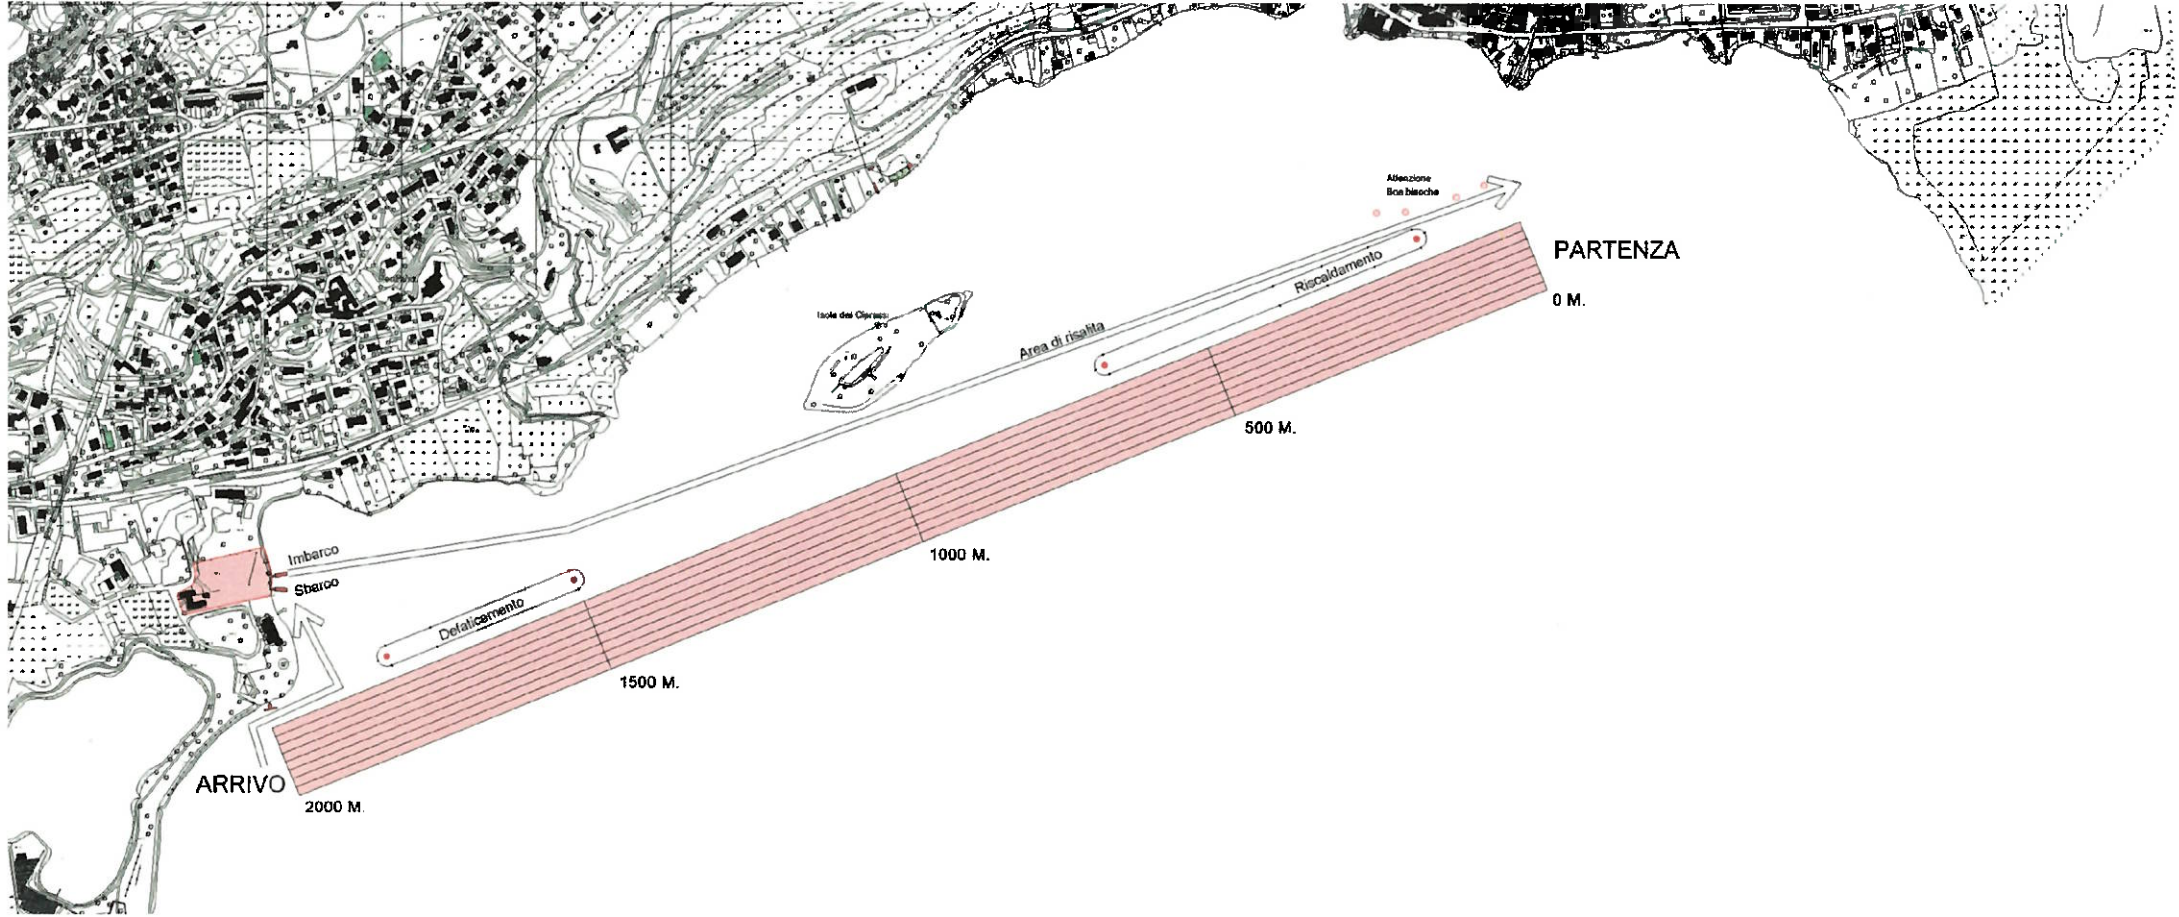 Attenzione
Boa bianche
PARTENZA
0 M.
Riscaldamento
Isola dei Cipressi
Area di risalita
500 M.
1000 M.
Imbarco
Sbarco
Defaticamento
1500 M.
ARRIVO
2000 M.